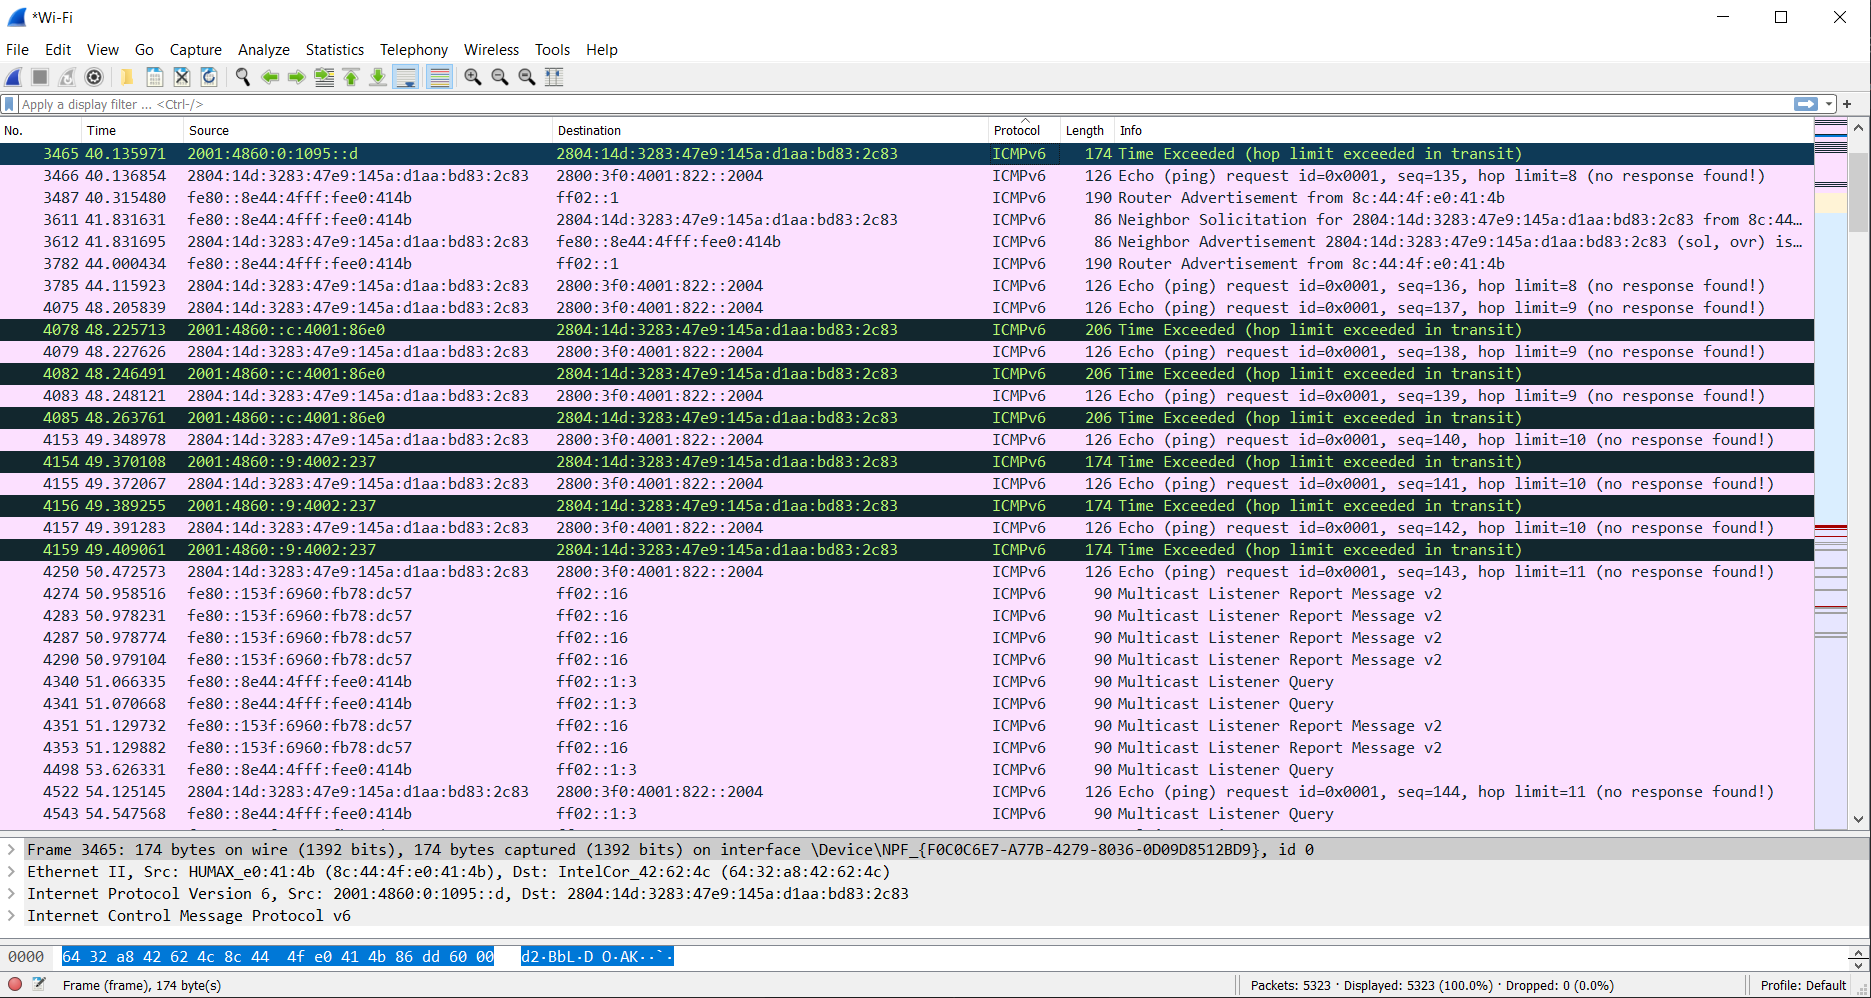 *Wi-Fi
File Edit View Go Capture Analyze Statistics Telephony Wireless Tools Help
Apply a display filter ... <Ctrl-/>
No. Time Source Destination Protocol Length Info
3465 40.135971 2001:4860:0:1095::d 2804:14d:3283:47e9:145a:d1aa:bd83:2c83 ICMPv6 174 Time Exceeded (hop limit exceeded in transit)
3466 40.136854 2804:14d:3283:47e9:145a:d1aa:bd83:2c83 2800:3f0:4001:822::2004 ICMPv6 126 Echo (ping) request id=0x0001, seq=135, hop limit=8 (no response found!)
3487 40.315480 fe80::8e44:4fff:fee0:414b ff02::1 ICMPv6 190 Router Advertisement from 8c:44:4f:e0:41:4b
3611 41.831631 fe80::8e44:4fff:fee0:414b 2804:14d:3283:47e9:145a:d1aa:bd83:2c83 ICMPv6 86 Neighbor Solicitation for 2804:14d:3283:47e9:145a:d1aa:bd83:2c83 from 8c:44…
3612 41.831695 2804:14d:3283:47e9:145a:d1aa:bd83:2c83 fe80::8e44:4fff:fee0:414b ICMPv6 86 Neighbor Advertisement 2804:14d:3283:47e9:145a:d1aa:bd83:2c83 (sol, ovr) is…
3782 44.000434 fe80::8e44:4fff:fee0:414b ff02::1 ICMPv6 190 Router Advertisement from 8c:44:4f:e0:41:4b
3785 44.115923 2804:14d:3283:47e9:145a:d1aa:bd83:2c83 2800:3f0:4001:822::2004 ICMPv6 126 Echo (ping) request id=0x0001, seq=136, hop limit=8 (no response found!)
4075 48.205839 2804:14d:3283:47e9:145a:d1aa:bd83:2c83 2800:3f0:4001:822::2004 ICMPv6 126 Echo (ping) request id=0x0001, seq=137, hop limit=9 (no response found!)
4078 48.225713 2001:4860::c:4001:86e0 2804:14d:3283:47e9:145a:d1aa:bd83:2c83 ICMPv6 206 Time Exceeded (hop limit exceeded in transit)
4079 48.227626 2804:14d:3283:47e9:145a:d1aa:bd83:2c83 2800:3f0:4001:822::2004 ICMPv6 126 Echo (ping) request id=0x0001, seq=138, hop limit=9 (no response found!)
4082 48.246491 2001:4860::c:4001:86e0 2804:14d:3283:47e9:145a:d1aa:bd83:2c83 ICMPv6 206 Time Exceeded (hop limit exceeded in transit)
4083 48.248121 2804:14d:3283:47e9:145a:d1aa:bd83:2c83 2800:3f0:4001:822::2004 ICMPv6 126 Echo (ping) request id=0x0001, seq=139, hop limit=9 (no response found!)
4085 48.263761 2001:4860::c:4001:86e0 2804:14d:3283:47e9:145a:d1aa:bd83:2c83 ICMPv6 206 Time Exceeded (hop limit exceeded in transit)
4153 49.348978 2804:14d:3283:47e9:145a:d1aa:bd83:2c83 2800:3f0:4001:822::2004 ICMPv6 126 Echo (ping) request id=0x0001, seq=140, hop limit=10 (no response found!)
4154 49.370108 2001:4860::9:4002:237 2804:14d:3283:47e9:145a:d1aa:bd83:2c83 ICMPv6 174 Time Exceeded (hop limit exceeded in transit)
4155 49.372067 2804:14d:3283:47e9:145a:d1aa:bd83:2c83 2800:3f0:4001:822::2004 ICMPv6 126 Echo (ping) request id=0x0001, seq=141, hop limit=10 (no response found!)
4156 49.389255 2001:4860::9:4002:237 2804:14d:3283:47e9:145a:d1aa:bd83:2c83 ICMPv6 174 Time Exceeded (hop limit exceeded in transit)
4157 49.391283 2804:14d:3283:47e9:145a:d1aa:bd83:2c83 2800:3f0:4001:822::2004 ICMPv6 126 Echo (ping) request id=0x0001, seq=142, hop limit=10 (no response found!)
4159 49.409061 2001:4860::9:4002:237 2804:14d:3283:47e9:145a:d1aa:bd83:2c83 ICMPv6 174 Time Exceeded (hop limit exceeded in transit)
4250 50.472573 2804:14d:3283:47e9:145a:d1aa:bd83:2c83 2800:3f0:4001:822::2004 ICMPv6 126 Echo (ping) request id=0x0001, seq=143, hop limit=11 (no response found!)
4274 50.958516 fe80::153f:6960:fb78:dc57 ff02::16 ICMPv6 90 Multicast Listener Report Message v2
4283 50.978231 fe80::153f:6960:fb78:dc57 ff02::16 ICMPv6 90 Multicast Listener Report Message v2
4287 50.978774 fe80::153f:6960:fb78:dc57 ff02::16 ICMPv6 90 Multicast Listener Report Message v2
4290 50.979104 fe80::153f:6960:fb78:dc57 ff02::16 ICMPv6 90 Multicast Listener Report Message v2
4340 51.066335 fe80::8e44:4fff:fee0:414b ff02::1:3 ICMPv6 90 Multicast Listener Query
4341 51.070668 fe80::8e44:4fff:fee0:414b ff02::1:3 ICMPv6 90 Multicast Listener Query
4351 51.129732 fe80::153f:6960:fb78:dc57 ff02::16 ICMPv6 90 Multicast Listener Report Message v2
4353 51.129882 fe80::153f:6960:fb78:dc57 ff02::16 ICMPv6 90 Multicast Listener Report Message v2
4498 53.626331 fe80::8e44:4fff:fee0:414b ff02::1:3 ICMPv6 90 Multicast Listener Query
4522 54.125145 2804:14d:3283:47e9:145a:d1aa:bd83:2c83 2800:3f0:4001:822::2004 ICMPv6 126 Echo (ping) request id=0x0001, seq=144, hop limit=11 (no response found!)
4543 54.547568 fe80::8e44:4fff:fee0:414b ff02::1:3 ICMPv6 90 Multicast Listener Query
Frame 3465: 174 bytes on wire (1392 bits), 174 bytes captured (1392 bits) on interface \Device\NPF_{F0C0C6E7-A77B-4279-8036-0D09D8512BD9}, id 0
Ethernet II, Src: HUMAX_e0:41:4b (8c:44:4f:e0:41:4b), Dst: IntelCor_42:62:4c (64:32:a8:42:62:4c)
Internet Protocol Version 6, Src: 2001:4860:0:1095::d, Dst: 2804:14d:3283:47e9:145a:d1aa:bd83:2c83
Internet Control Message Protocol v6
0000 64 32 a8 42 62 4c 8c 44 4f e0 41 4b 86 dd 60 00 d2·BbL·D O·AK··`·
Frame (frame), 174 byte(s) Packets: 5323 · Displayed: 5323 (100.0%) · Dropped: 0 (0.0%) Profile: Default